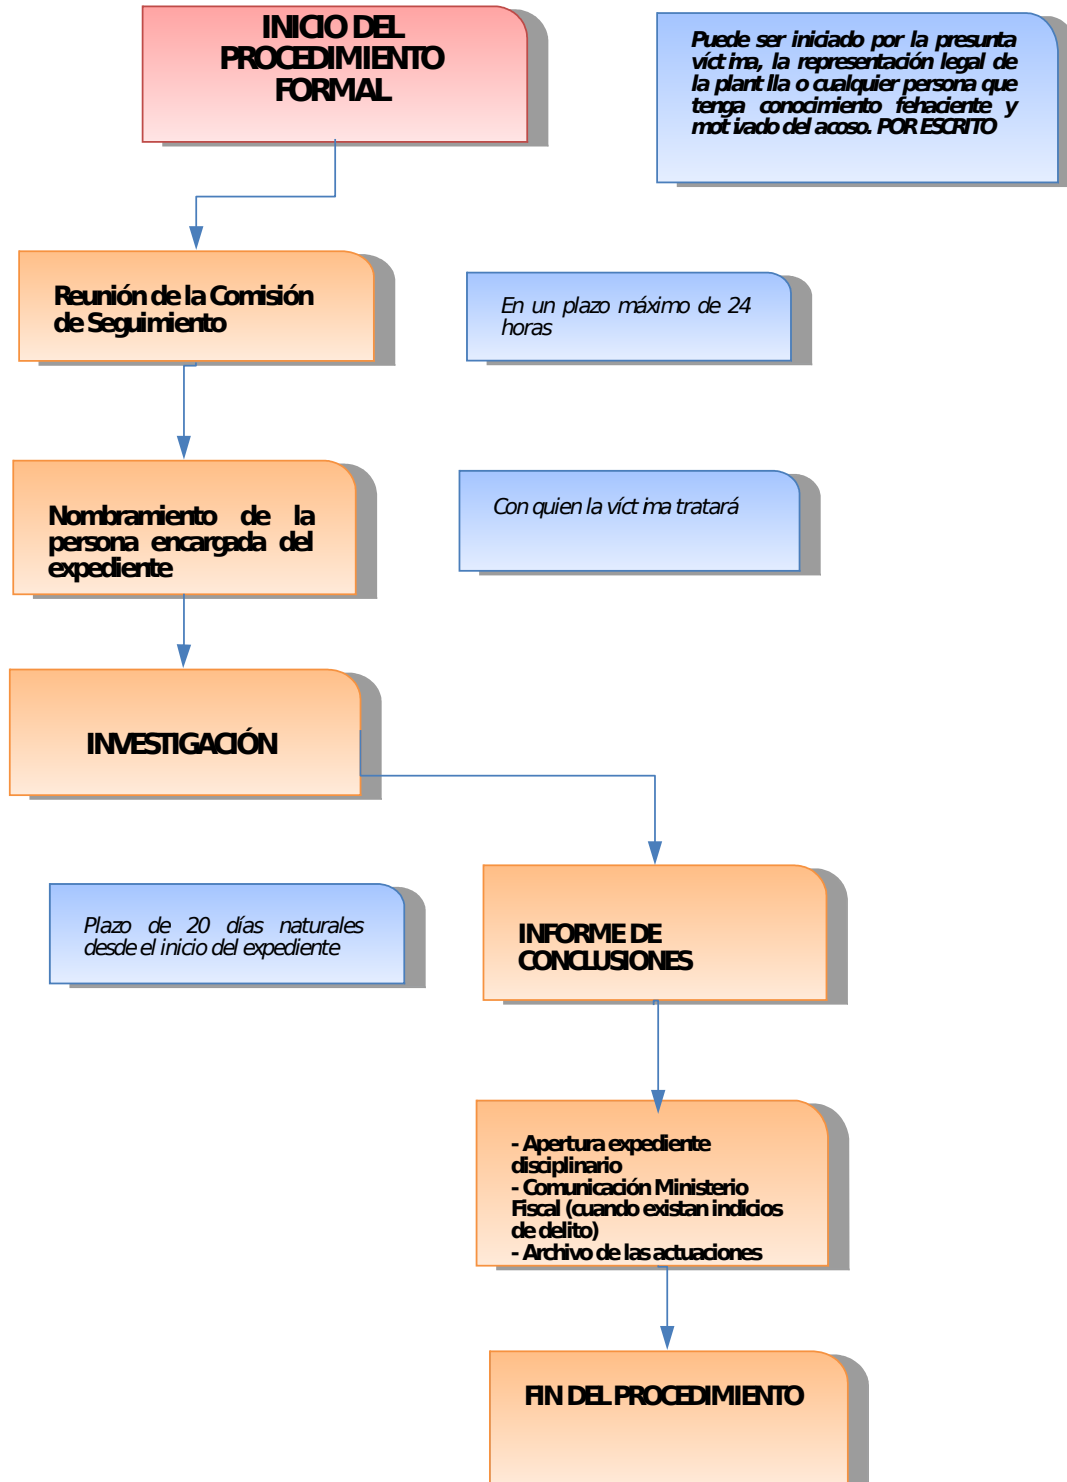 INICIO DEL
PROCEDIMIENTO
FORMAL
Puede ser iniciado por la presunta
víctima, la representación legal de
la plantilla o cualquier persona que
tenga conocimiento fehaciente y
motivado del acoso. POR ESCRITO
Reunión de la Comisión
de Seguimiento
En un plazo máximo de 24
horas
Nombramiento de la
persona encargada del
expediente
Con quien la víctima tratará
INVESTIGACIÓN
Plazo de 20 días naturales
desde el inicio del expediente
INFORME DE
CONCLUSIONES
- Apertura expediente
disciplinario
- Comunicación Ministerio
Fiscal (cuando existan indicios
de delito)
- Archivo de las actuaciones
FIN DEL PROCEDIMIENTO